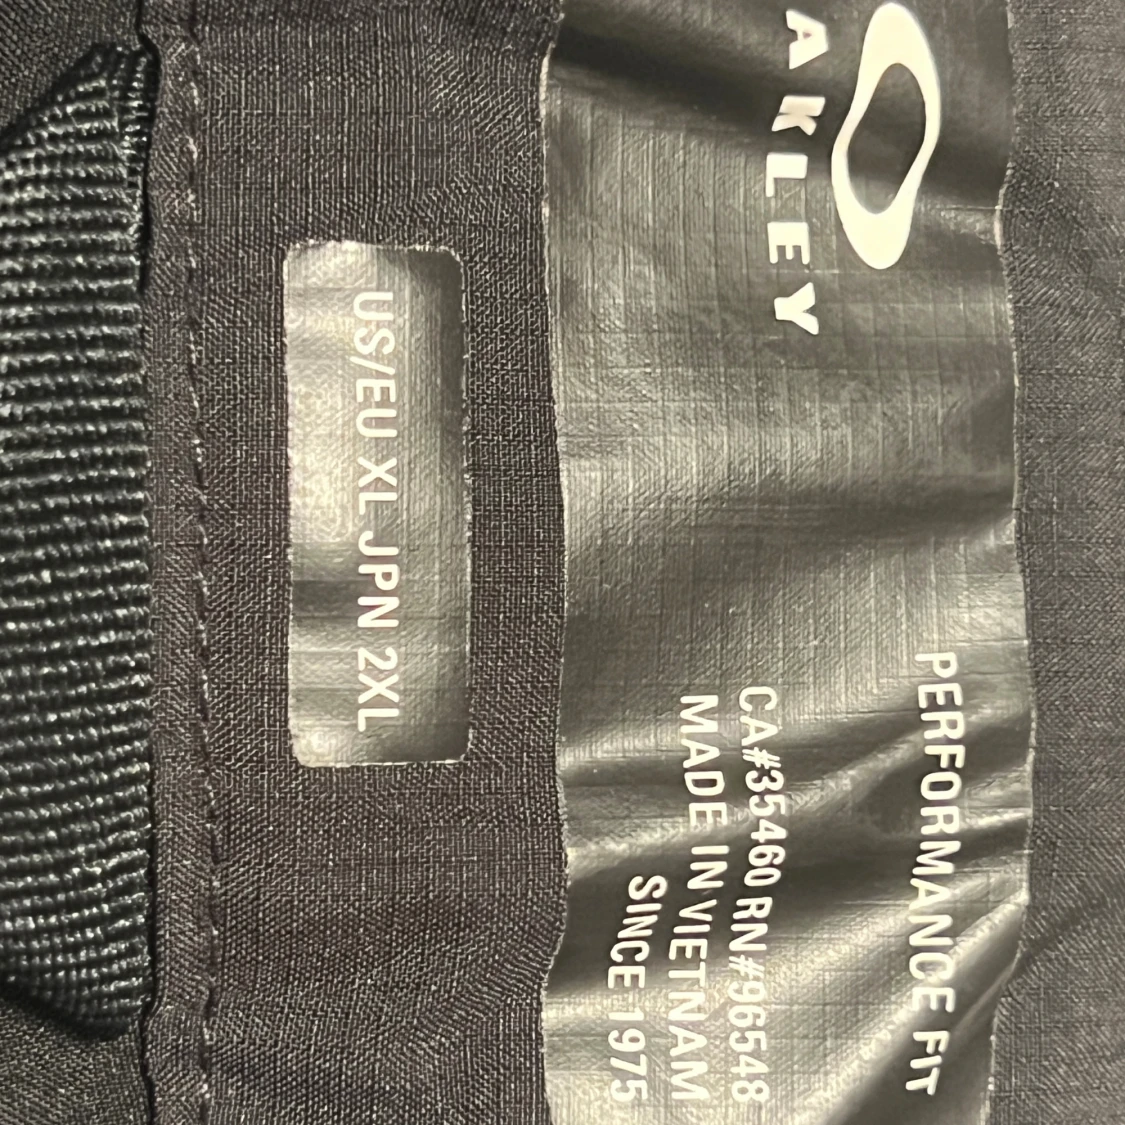 AKLEY
PERFORMANCE FIT
CA#35460 RN#96548
MADE IN VIETNAM
SINCE 1975
US/EU XL JPN 2XL